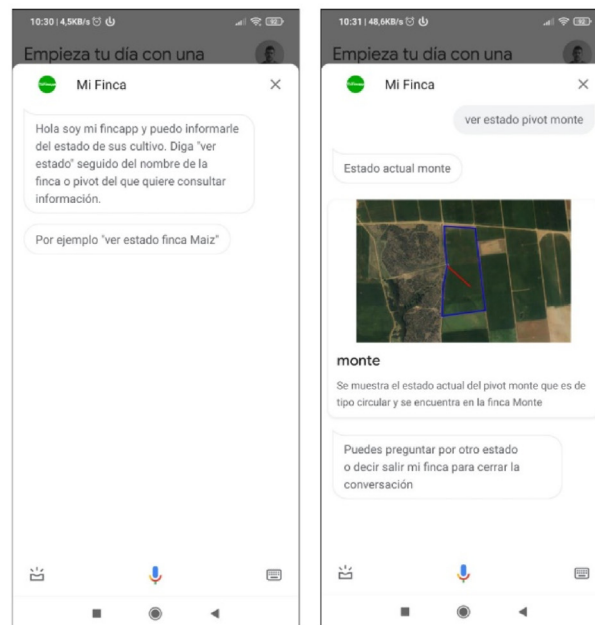 10:30 | 4,5KB/s
Empieza tu día con una
Mi Finca
Hola soy mi fincapp y puedo informarle
del estado de sus cultivo. Diga "ver
estado" seguido del nombre de la
finca o pivot del que quiere consultar
información.
Por ejemplo "ver estado finca Maiz"
10:31 | 48,6KB/s
Empieza tu día con una
Mi Finca
ver estado pivot monte
Estado actual monte
monte
Se muestra el estado actual del pivot monte que es de
tipo circular y se encuentra en la finca Monte
Puedes preguntar por otro estado
o decir salir mi finca para cerrar la
conversación